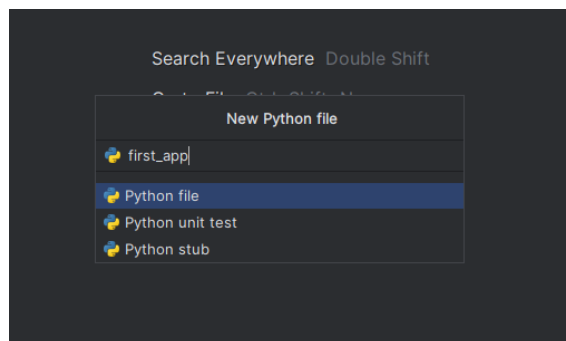 Search Everywhere Double Shift
New Python file
first_app
Python file
Python unit test
Python stub